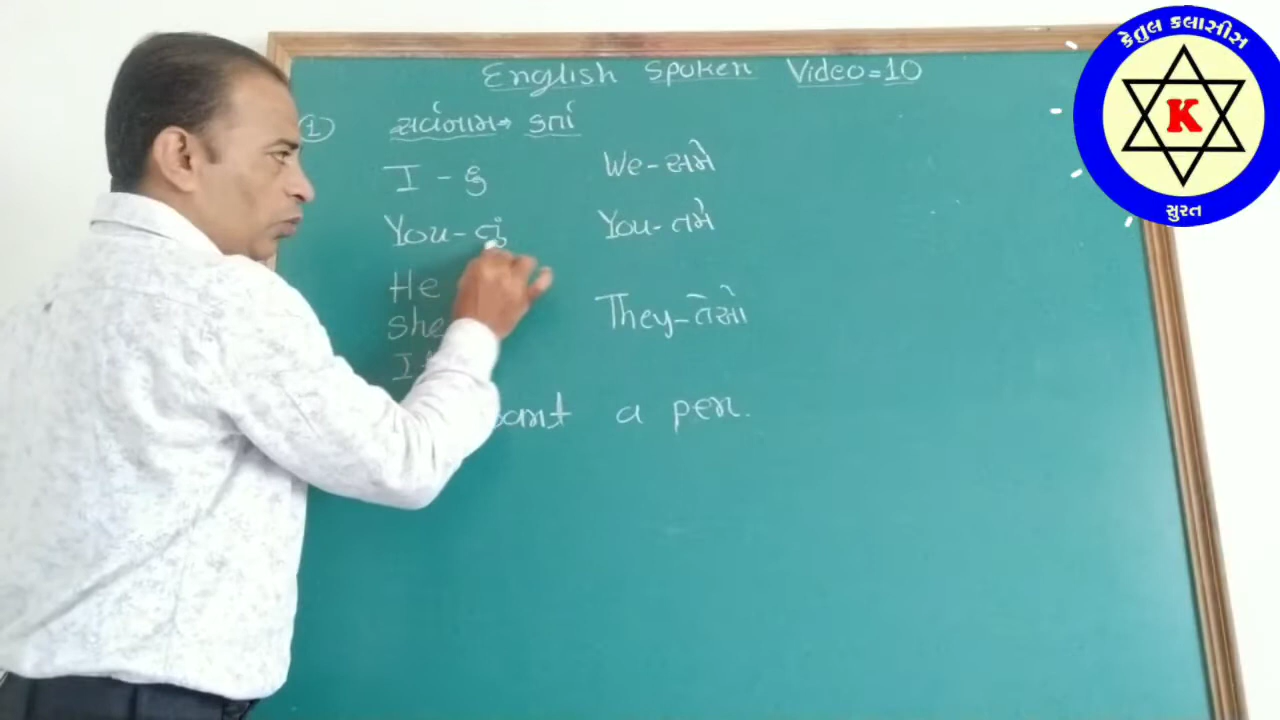 English Spoken Video=10
① સર્વનામ → કર્તા
I - હું We - અમે
You - તું You - તમે
He
She They - તેઓ
It
want a pen.
કેતુલ કલાસીસ
K
સુરત